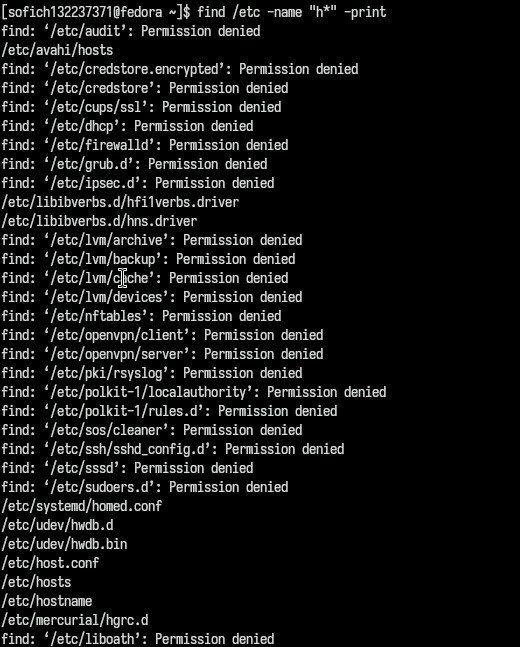 [sofich132237371@fedora ~]$ find /etc -name "h*" -print
find: ‘/etc/audit’: Permission denied
/etc/avahi/hosts
find: ‘/etc/credstore.encrypted’: Permission denied
find: ‘/etc/credstore’: Permission denied
find: ‘/etc/cups/ssl’: Permission denied
find: ‘/etc/dhcp’: Permission denied
find: ‘/etc/firewalld’: Permission denied
find: ‘/etc/grub.d’: Permission denied
find: ‘/etc/ipsec.d’: Permission denied
/etc/libibverbs.d/hfi1verbs.driver
/etc/libibverbs.d/hns.driver
find: ‘/etc/lvm/archive’: Permission denied
find: ‘/etc/lvm/backup’: Permission denied
find: ‘/etc/lvm/cache’: Permission denied
find: ‘/etc/lvm/devices’: Permission denied
find: ‘/etc/nftables’: Permission denied
find: ‘/etc/openvpn/client’: Permission denied
find: ‘/etc/openvpn/server’: Permission denied
find: ‘/etc/pki/rsyslog’: Permission denied
find: ‘/etc/polkit-1/localauthority’: Permission denied
find: ‘/etc/polkit-1/rules.d’: Permission denied
find: ‘/etc/sos/cleaner’: Permission denied
find: ‘/etc/ssh/sshd_config.d’: Permission denied
find: ‘/etc/sssd’: Permission denied
find: ‘/etc/sudoers.d’: Permission denied
/etc/systemd/homed.conf
/etc/udev/hwdb.d
/etc/udev/hwdb.bin
/etc/host.conf
/etc/hosts
/etc/hostname
/etc/mercurial/hgrc.d
find: ‘/etc/liboath’: Permission denied